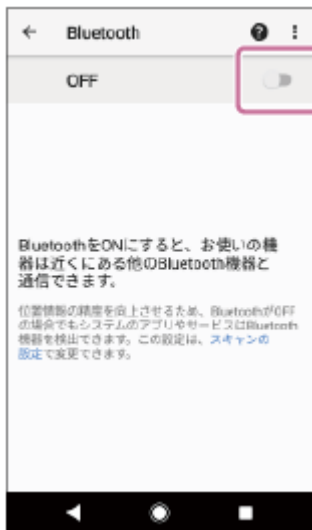 Bluetooth
OFF
BluetoothをONにすると、お使いの機
器は近くにある他のBluetooth機器と
通信できます。
位置情報の精度を向上させるため、BluetoothがOFF
の場合でもシステムのアプリやサービスはBluetooth
機器を検出できます。この設定は、スキャンの
設定で変更できます。